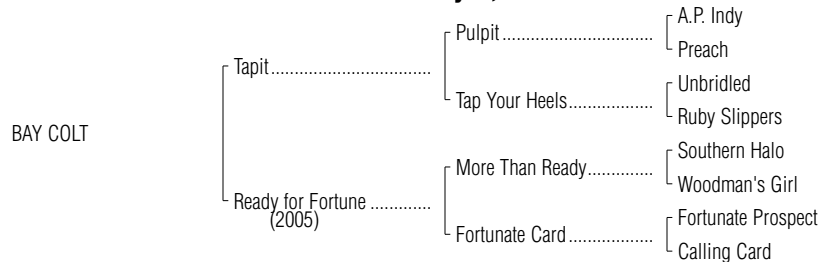 A.P. Indy
Pulpit
Preach
Tapit
Unbridled
Tap Your Heels
Ruby Slippers
BAY COLT
Southern Halo
More Than Ready
Woodman's Girl
Ready for Fortune
(2005)
Fortunate Prospect
Fortunate Card
Calling Card